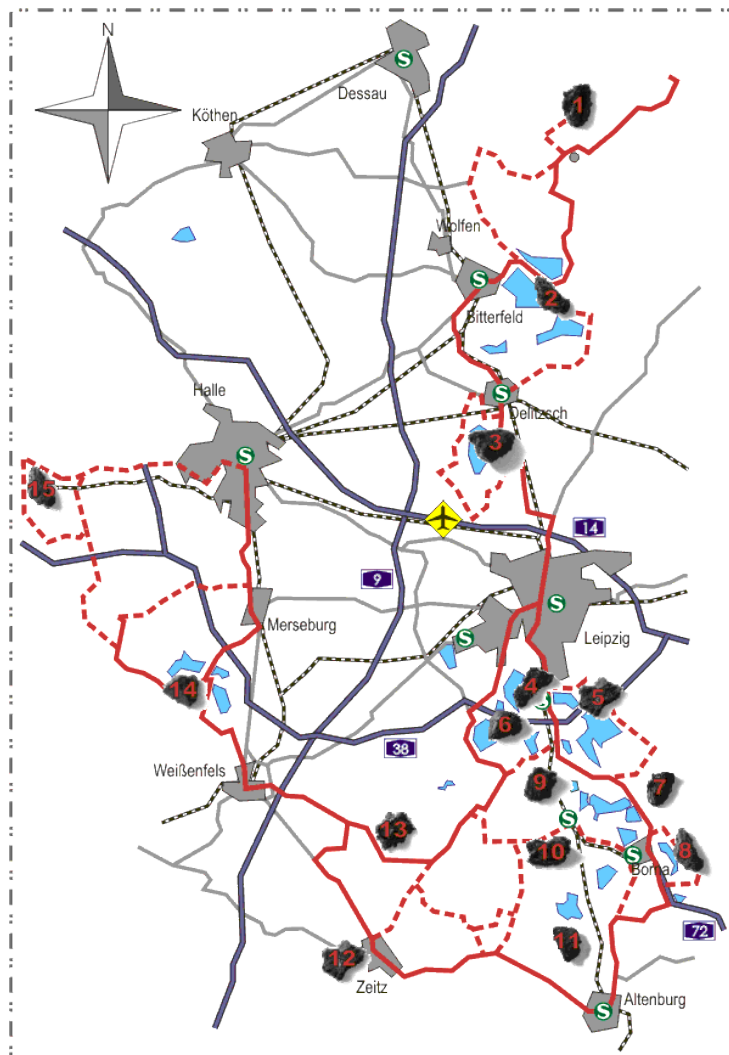 N
Dessau
S
1
Köthen
Wolfen
S
2
Bitterfeld
Halle
S
Delitzsch
3
S
15
14
9
S
Leipzig
Merseburg
S
14
4
5
S
6
38
Weißenfels
9
7
13
S
10
8
S
Borna
72
11
12
Zeitz
Altenburg
S